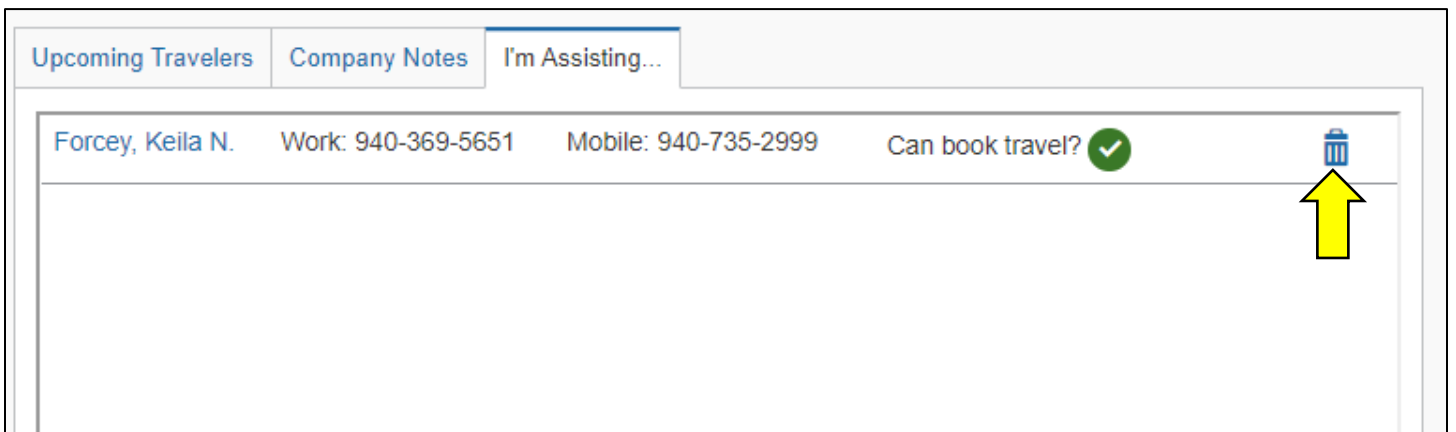 Upcoming Travelers Company Notes I'm Assisting...
Forcey, Keila N. Work: 940-369-5651 Mobile: 940-735-2999 Can book travel?